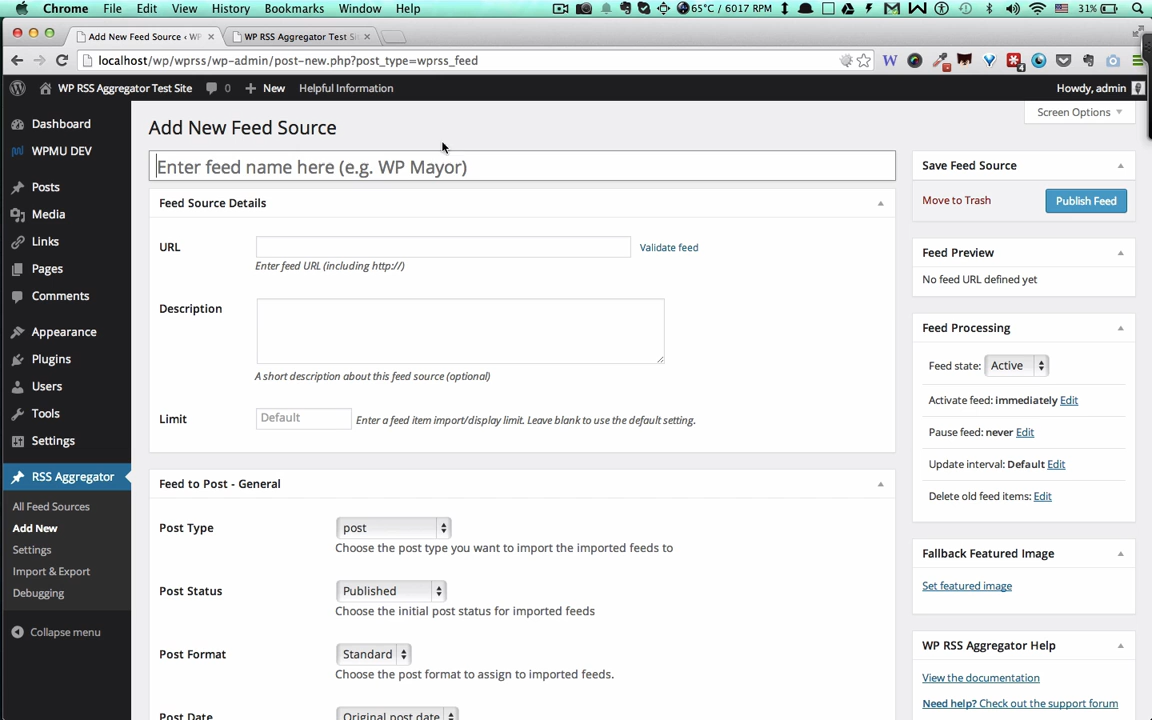 Chrome File Edit View History Bookmarks Window Help 65°C / 6017 RPM 31%
Add New Feed Source ‹ WP × WP RSS Aggregator Test Sit ×
localhost/wp/wprss/wp-admin/post-new.php?post_type=wprss_feed
WP RSS Aggregator Test Site 0 + New Helpful Information Howdy, admin
Screen Options
Dashboard
WPMU DEV
Posts
Media
Links
Pages
Comments
Appearance
Plugins
Users
Tools
Settings
RSS Aggregator
All Feed Sources
Add New
Settings
Import & Export
Debugging
Collapse menu
Add New Feed Source
Enter feed name here (e.g. WP Mayor)
Feed Source Details
URL Validate feed
Enter feed URL (including http://)
Description
A short description about this feed source (optional)
Limit Default Enter a feed item import/display limit. Leave blank to use the default setting.
Feed to Post - General
Post Type post
Choose the post type you want to import the imported feeds to
Post Status Published
Choose the initial post status for imported feeds
Post Format Standard
Choose the post format to assign to imported feeds.
Post Date Original post date
Save Feed Source
Move to Trash Publish Feed
Feed Preview
No feed URL defined yet
Feed Processing
Feed state: Active
Activate feed: immediately Edit
Pause feed: never Edit
Update interval: Default Edit
Delete old feed items: Edit
Fallback Featured Image
Set featured image
WP RSS Aggregator Help
View the documentation
Need help? Check out the support forum